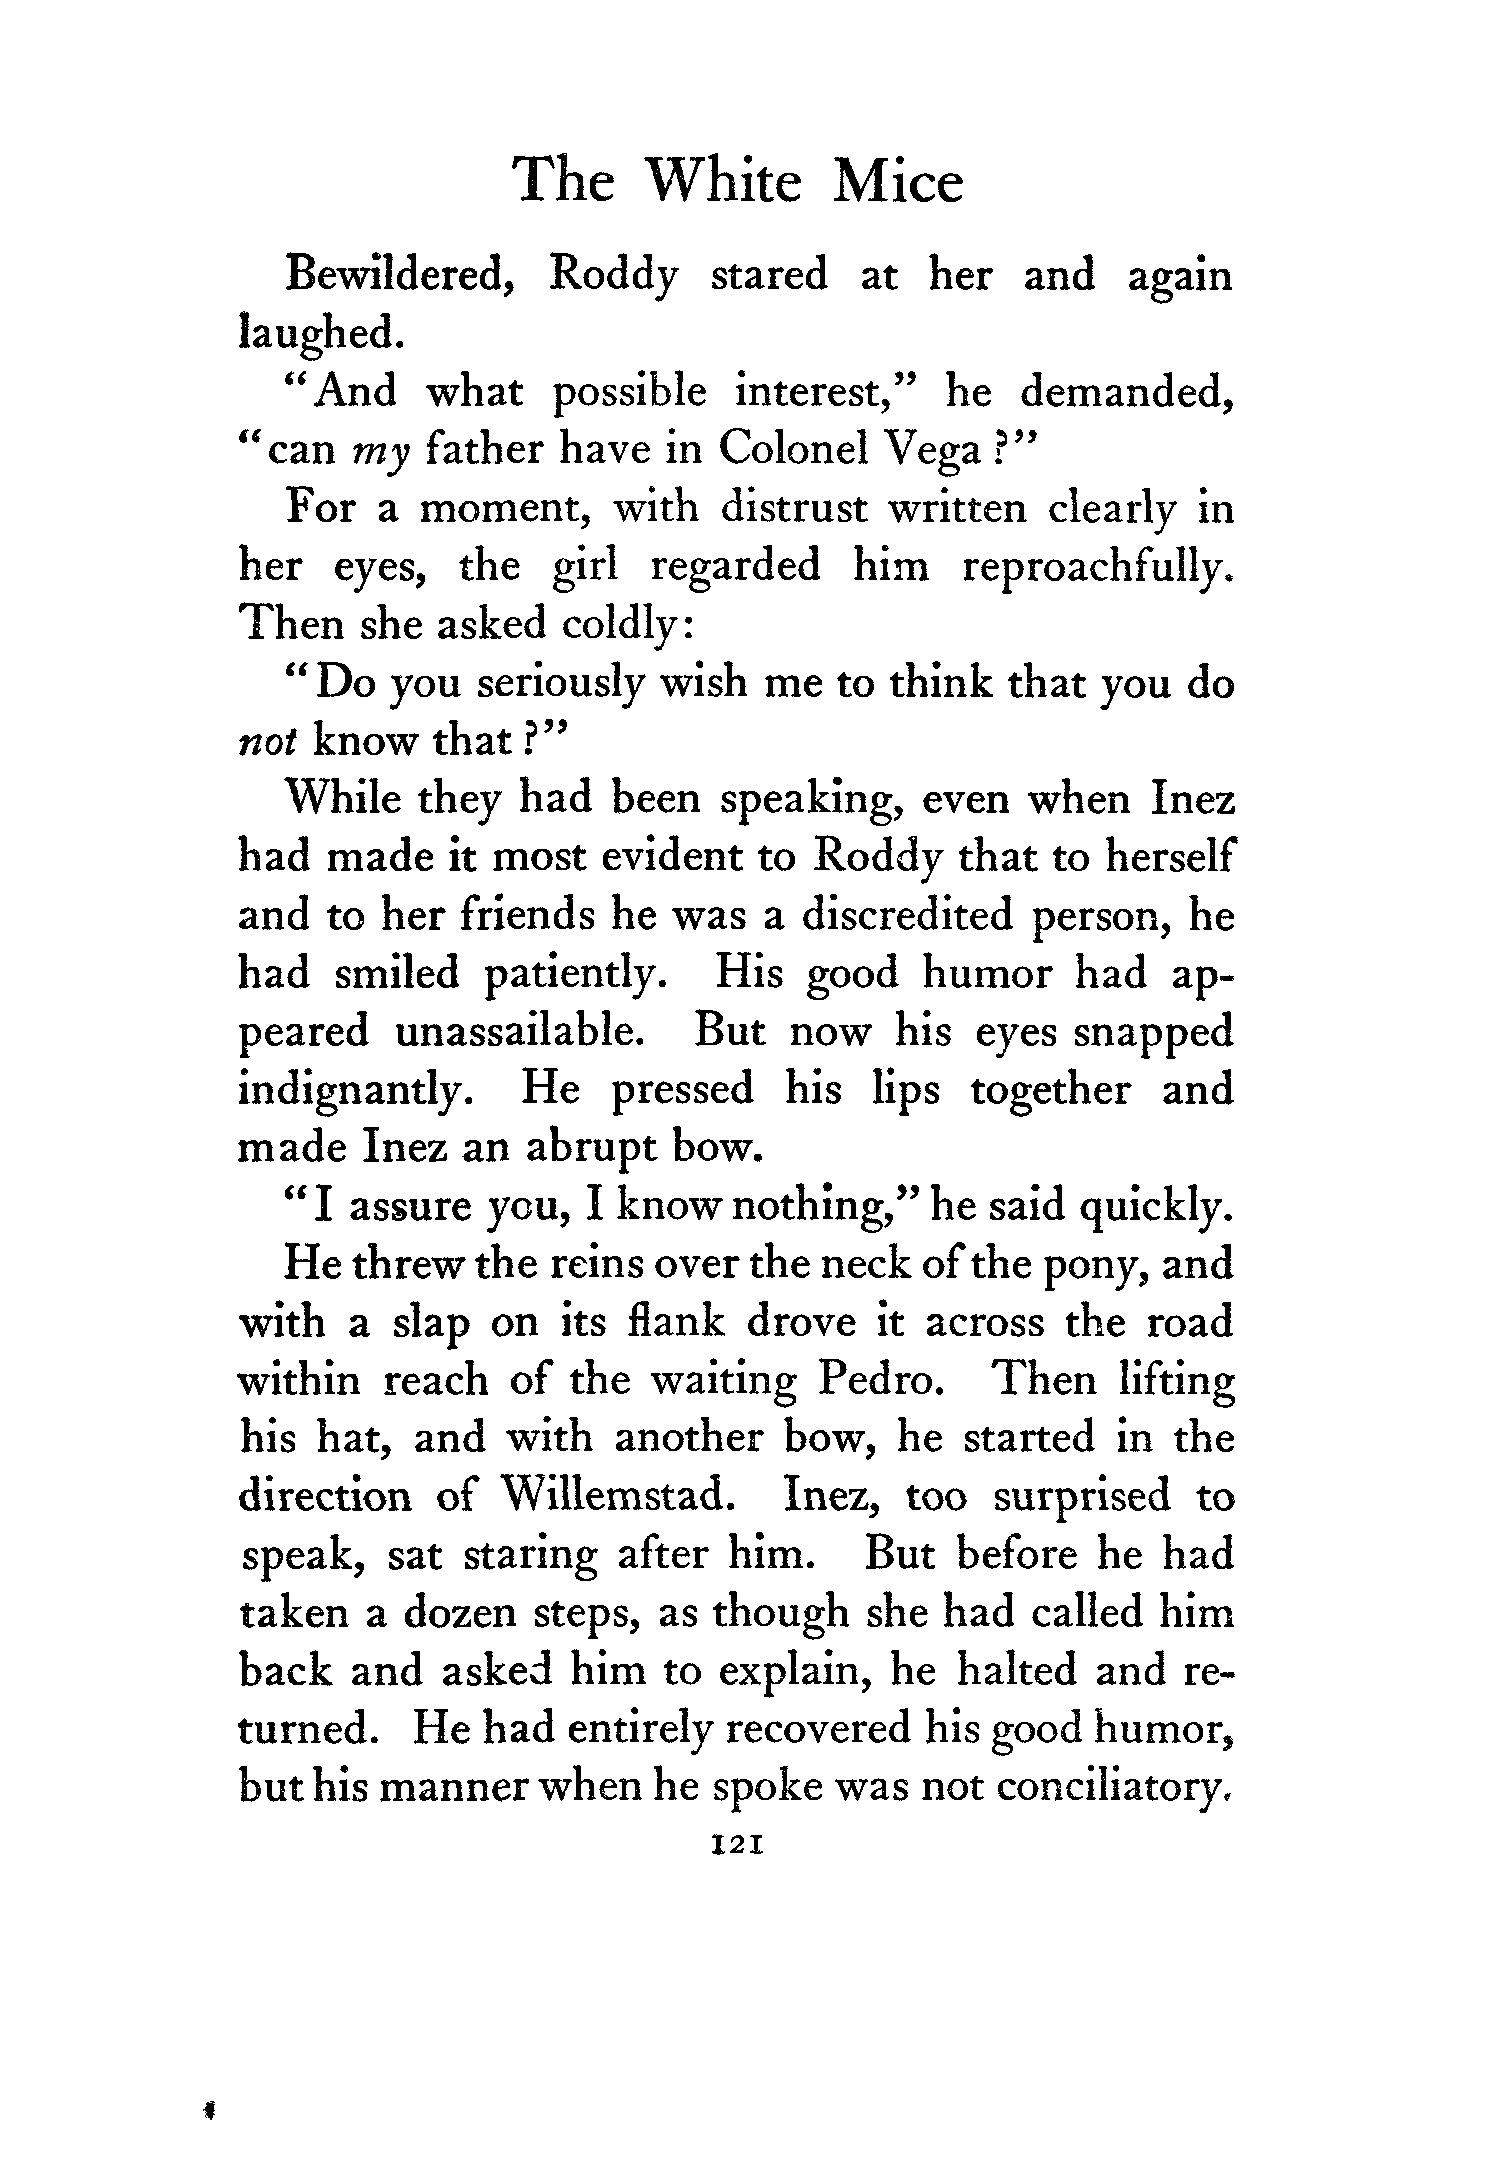 The White Mice
Bewildered, Roddy stared at her and again
laughed.
“And what possible interest,” he demanded,
“can my father have in Colonel Vega?”
For a moment, with distrust written clearly in
her eyes, the girl regarded him reproachfully.
Then she asked coldly:
“Do you seriously wish me to think that you do
not know that?”
While they had been speaking, even when Inez
had made it most evident to Roddy that to herself
and to her friends he was a discredited person, he
had smiled patiently. His good humor had ap-
peared unassailable. But now his eyes snapped
indignantly. He pressed his lips together and
made Inez an abrupt bow.
“I assure you, I know nothing,” he said quickly.
He threw the reins over the neck of the pony, and
with a slap on its flank drove it across the road
within reach of the waiting Pedro. Then lifting
his hat, and with another bow, he started in the
direction of Willemstad. Inez, too surprised to
speak, sat staring after him. But before he had
taken a dozen steps, as though she had called him
back and asked him to explain, he halted and re-
turned. He had entirely recovered his good humor,
but his manner when he spoke was not conciliatory.
121